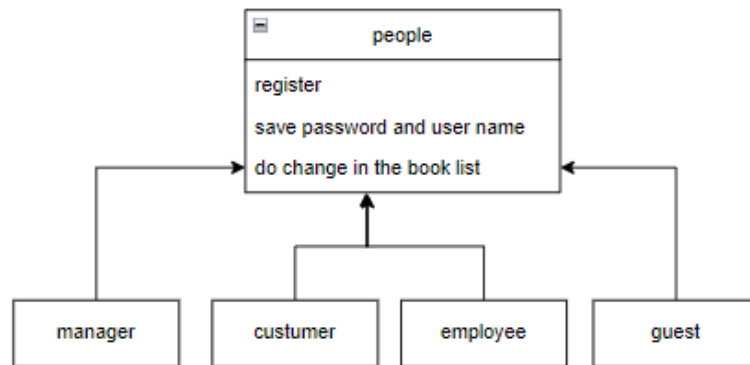 people
register
save password and user name
do change in the book list
manager
custumer
employee
guest